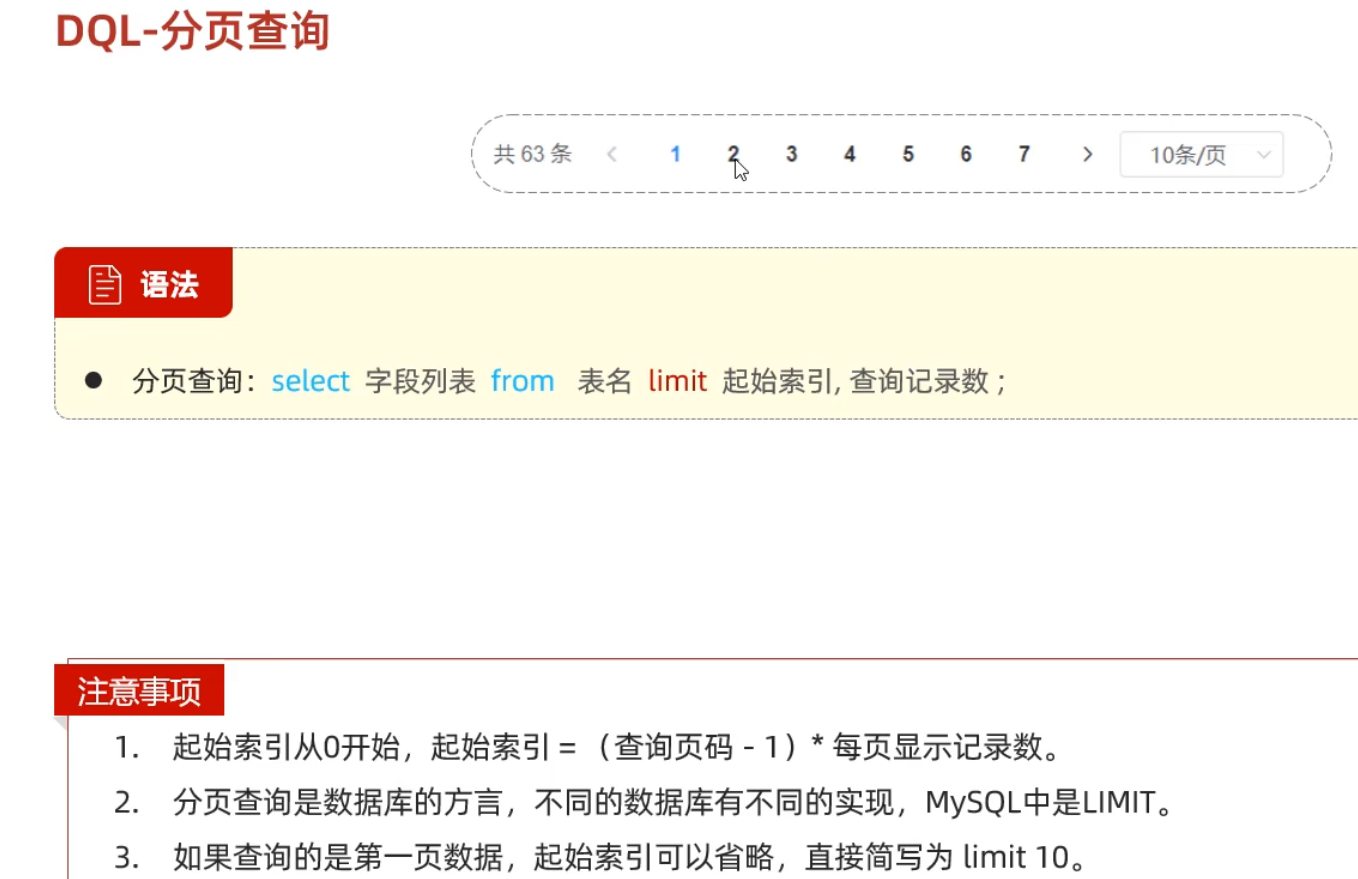 DQL-分页查询
共 63 条 1 2 3 4 5 6 7 10条/页
语法
分页查询：select 字段列表 from 表名 limit 起始索引, 查询记录数 ;
注意事项
1. 起始索引从0开始，起始索引 = （查询页码 - 1）* 每页显示记录数。
2. 分页查询是数据库的方言，不同的数据库有不同的实现，MySQL中是LIMIT。
3. 如果查询的是第一页数据，起始索引可以省略，直接简写为 limit 10。